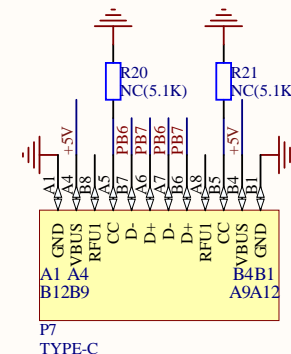 R20
NC(5.1K)
R21
NC(5.1K
+5V
PB6
PB7
PB6
PB7
+5V
A1
A4
B8
A5
B7
A6
A7
B6
A8
B5
B4
B1
GND
VBUS
RFU1
CC
D-
D+
D-
D+
RFU1
CC
VBUS
GND
A1 A4
B4B1
B12B9
A9A12
P7
TYPE-C